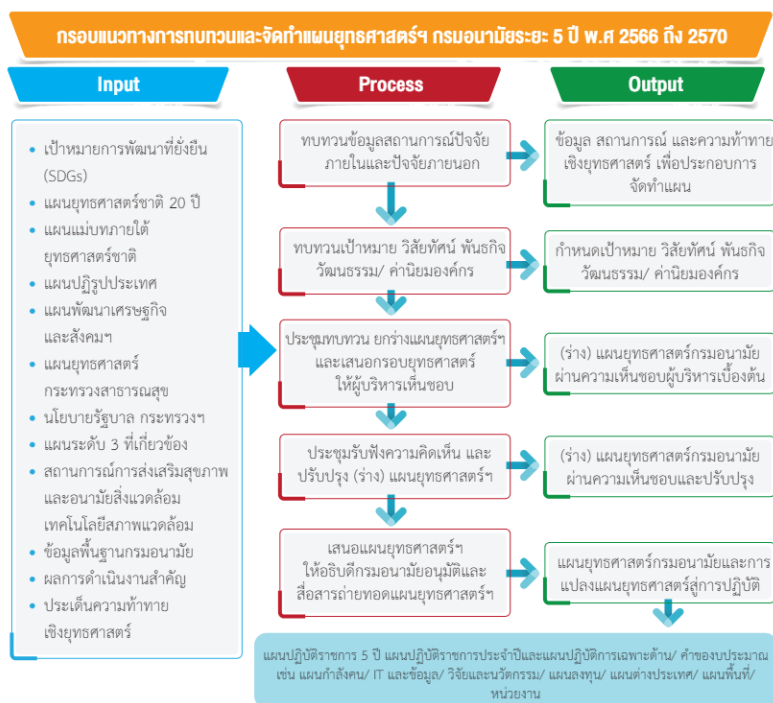 กรอบแนวทางการทบทวนและจัดทำแผนยุทธศาสตร์ฯ กรมอนามัยระยะ 5 ปี พ.ศ 2566 ถึง 2570
Input
เป้าหมายการพัฒนาที่ยั่งยืน
(SDGs)
แผนยุทธศาสตร์ชาติ 20 ปี
แผนแม่บทภายใต้
ยุทธศาสตร์ชาติ
แผนปฏิรูปประเทศ
แผนพัฒนาเศรษฐกิจ
และสังคมฯ
แผนยุทธศาสตร์
กระทรวงสาธารณสุข
นโยบายรัฐบาล กระทรวงฯ
แผนระดับ 3 ที่เกี่ยวข้อง
สถานการณ์การส่งเสริมสุขภาพ
และอนามัยสิ่งแวดล้อม
เทคโนโลยีสภาพแวดล้อม
ข้อมูลพื้นฐานกรมอนามัย
ผลการดำเนินงานสำคัญ
ประเด็นความท้าทาย
เชิงยุทธศาสตร์
Process
ทบทวนข้อมูลสถานการณ์ปัจจัย
ภายในและปัจจัยภายนอก
ทบทวนเป้าหมาย วิสัยทัศน์ พันธกิจ
วัฒนธรรม/ ค่านิยมองค์กร
ประชุมทบทวน ยกร่างแผนยุทธศาสตร์ฯ
และเสนอกรอบยุทธศาสตร์
ให้ผู้บริหารเห็นชอบ
ประชุมรับฟังความคิดเห็น และ
ปรับปรุง (ร่าง) แผนยุทธศาสตร์ฯ
เสนอแผนยุทธศาสตร์ฯ
ให้อธิบดีกรมอนามัยอนุมัติและ
สื่อสารถ่ายทอดแผนยุทธศาสตร์ฯ
Output
ข้อมูล สถานการณ์ และความท้าทาย
เชิงยุทธศาสตร์ เพื่อประกอบการ
จัดทำแผน
กำหนดเป้าหมาย วิสัยทัศน์ พันธกิจ
วัฒนธรรม/ ค่านิยมองค์กร
(ร่าง) แผนยุทธศาสตร์กรมอนามัย
ผ่านความเห็นชอบผู้บริหารเบื้องต้น
(ร่าง) แผนยุทธศาสตร์กรมอนามัย
ผ่านความเห็นชอบและปรับปรุง
แผนยุทธศาสตร์กรมอนามัยและการ
แปลงแผนยุทธศาสตร์สู่การปฏิบัติ
แผนปฏิบัติราชการ 5 ปี แผนปฏิบัติราชการประจำปีและแผนปฏิบัติการเฉพาะด้าน/ คำของบประมาณ
เช่น แผนกำลังคน/ IT และข้อมูล/ วิจัยและนวัตกรรม/ แผนลงทุน/ แผนต่างประเทศ/ แผนพื้นที่/
หน่วยงาน